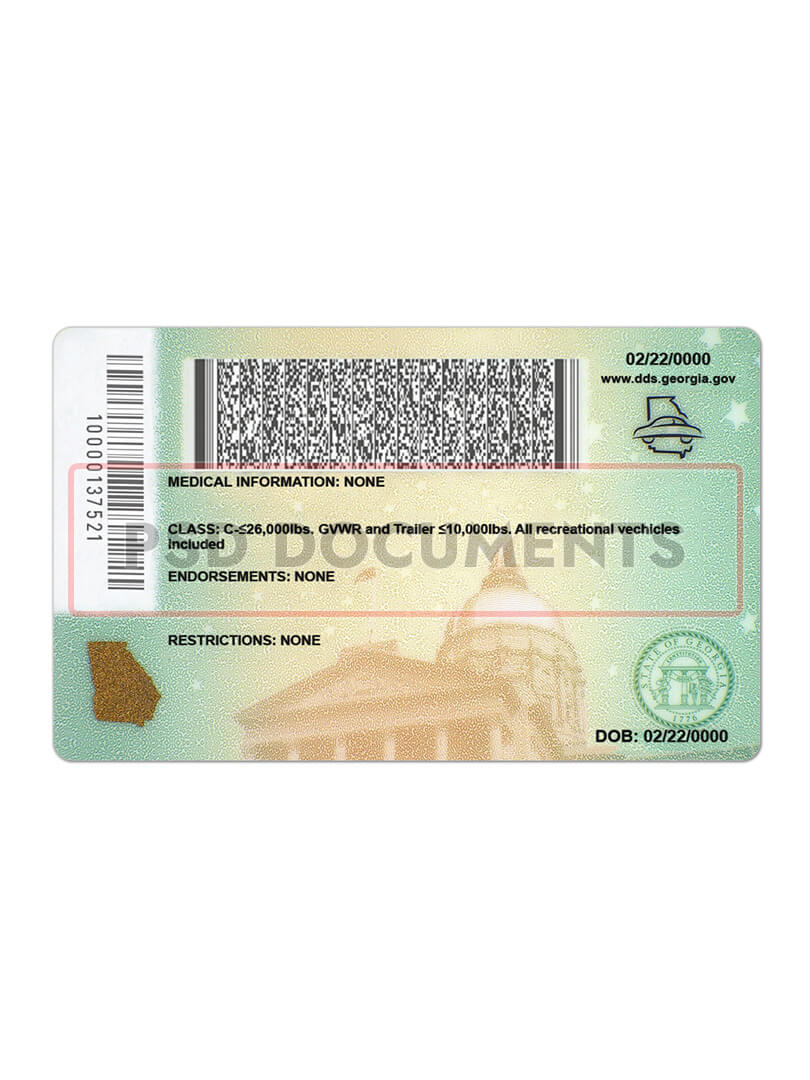 02/22/0000
www.dds.georgia.gov
10000137521
MEDICAL INFORMATION: NONE
CLASS: C-≤26,000lbs. GVWR and Trailer ≤10,000lbs. All recreational vechicles
included
PSD DOCUMENTS
ENDORSEMENTS: NONE
RESTRICTIONS: NONE
STATE OF GEORGIA
CONSTITUTION
1776
DOB: 02/22/0000